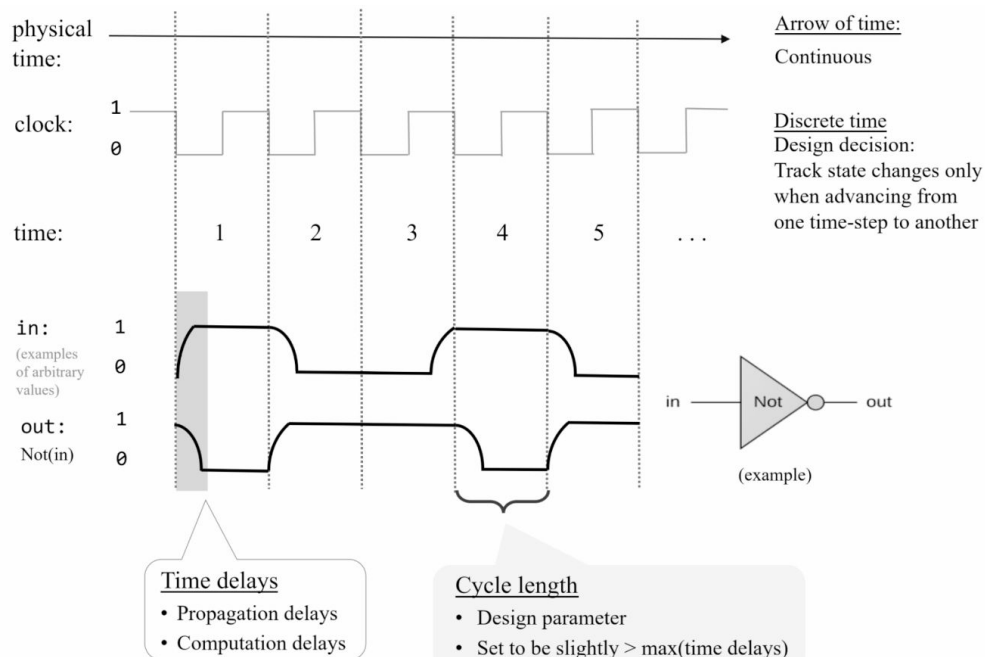 physical
time:
Arrow of time:
Continuous
clock:
1
0
Discrete time
Design decision:
Track state changes only
when advancing from
one time-step to another
time:
1 2 3 4 5 . . .
in:
(examples
of arbitrary
values)
1
0
out:
Not(in)
1
0
in Not out
(example)
Time delays
• Propagation delays
• Computation delays
Cycle length
• Design parameter
• Set to be slightly > max(time delays)